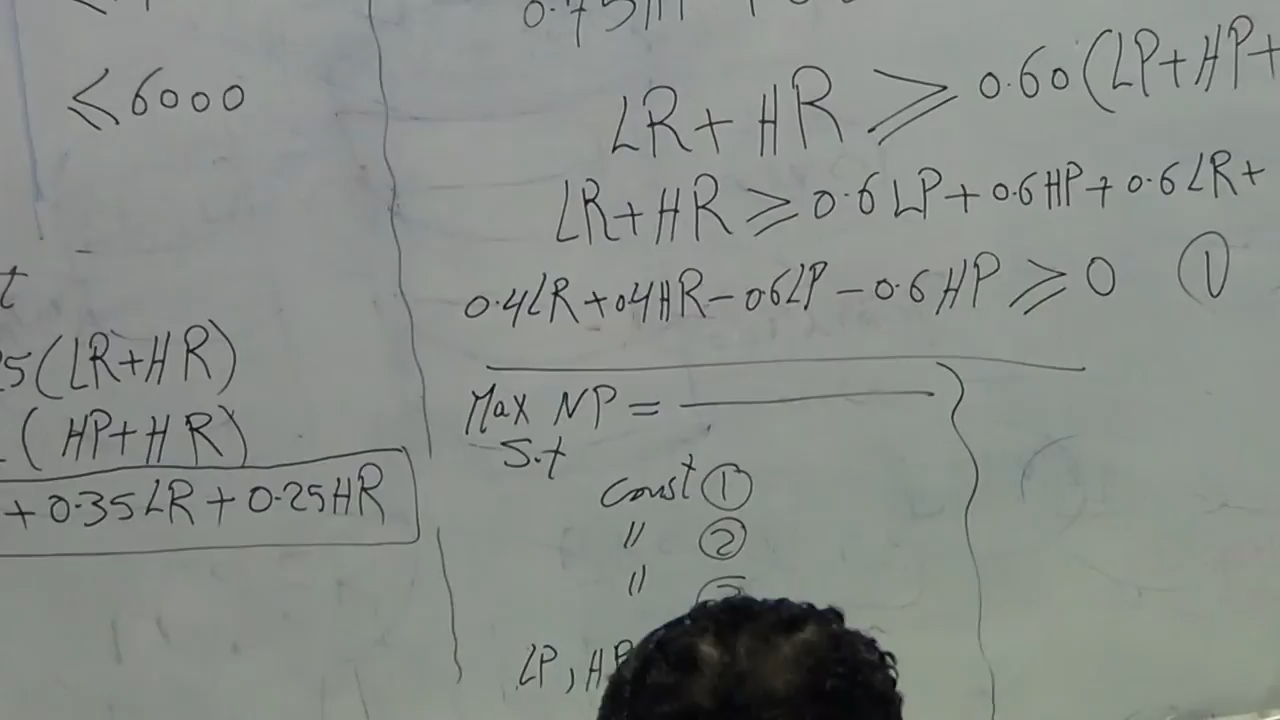 ≤ 6000
t
5(LR+HR)
(HP+HR)
+ 0.35LR + 0.25HR
0.75H
LR + HR ≥ 0.60(LP+HP+
LR+HR ≥ 0.6LP + 0.6HP + 0.6LR+
0.4LR + 0.4HR - 0.6LP - 0.6HP ≥ 0 ①
Max NP =
S.t
Const ①
" ②
"
LP, HP